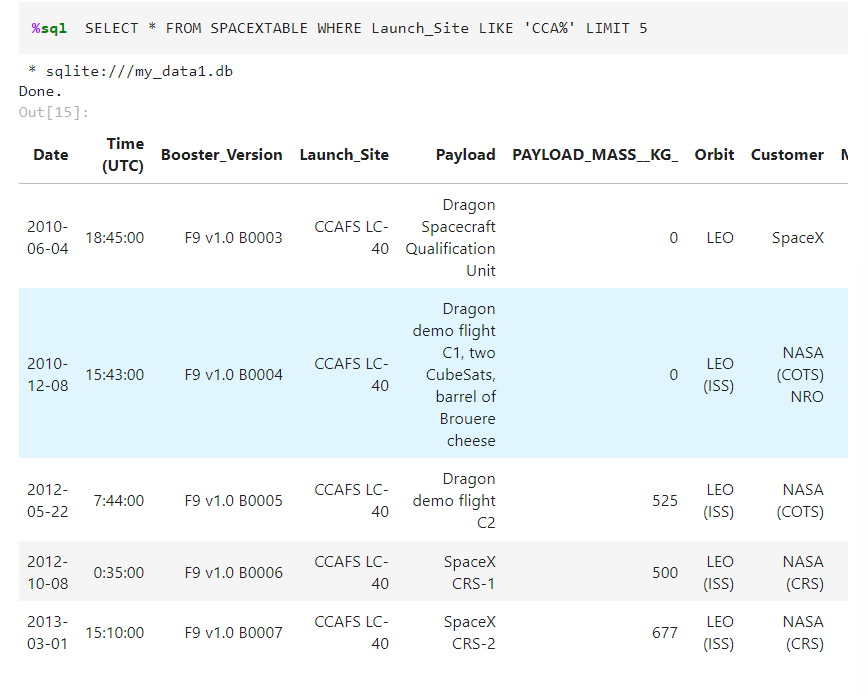 %sql SELECT * FROM SPACEXTABLE WHERE Launch_Site LIKE 'CCA%' LIMIT 5
* sqlite:///my_data1.db
Done.
Out[15]:
Date Time (UTC) Booster_Version Launch_Site Payload PAYLOAD_MASS__KG_ Orbit Customer M
2010-06-04 18:45:00 F9 v1.0 B0003 CCAFS LC-40 Dragon Spacecraft Qualification Unit 0 LEO SpaceX
2010-12-08 15:43:00 F9 v1.0 B0004 CCAFS LC-40 Dragon demo flight C1, two CubeSats, barrel of Brouere cheese 0 LEO (ISS) NASA (COTS) NRO
2012-05-22 7:44:00 F9 v1.0 B0005 CCAFS LC-40 Dragon demo flight C2 525 LEO (ISS) NASA (COTS)
2012-10-08 0:35:00 F9 v1.0 B0006 CCAFS LC-40 SpaceX CRS-1 500 LEO (ISS) NASA (CRS)
2013-03-01 15:10:00 F9 v1.0 B0007 CCAFS LC-40 SpaceX CRS-2 677 LEO (ISS) NASA (CRS)